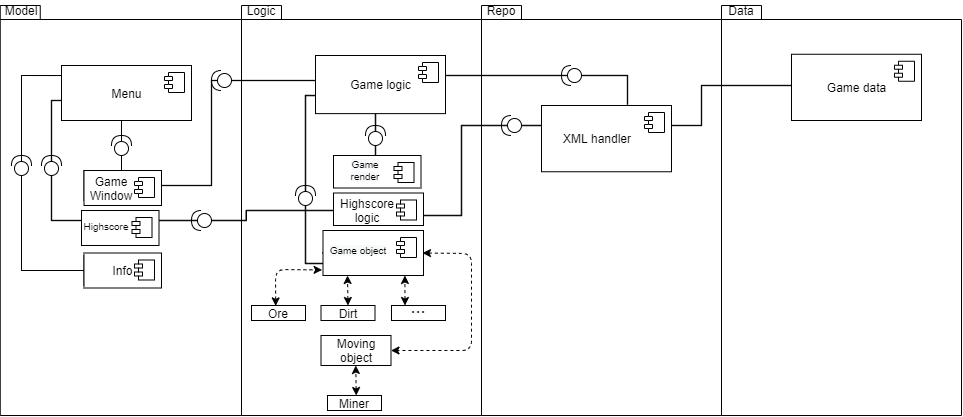 Model
Logic
Repo
Data
Menu
Game
Window
Highscore
Info
Game logic
Game
render
Highscore
logic
Game object
Ore
Dirt
...
Moving
object
Miner
XML handler
Game data